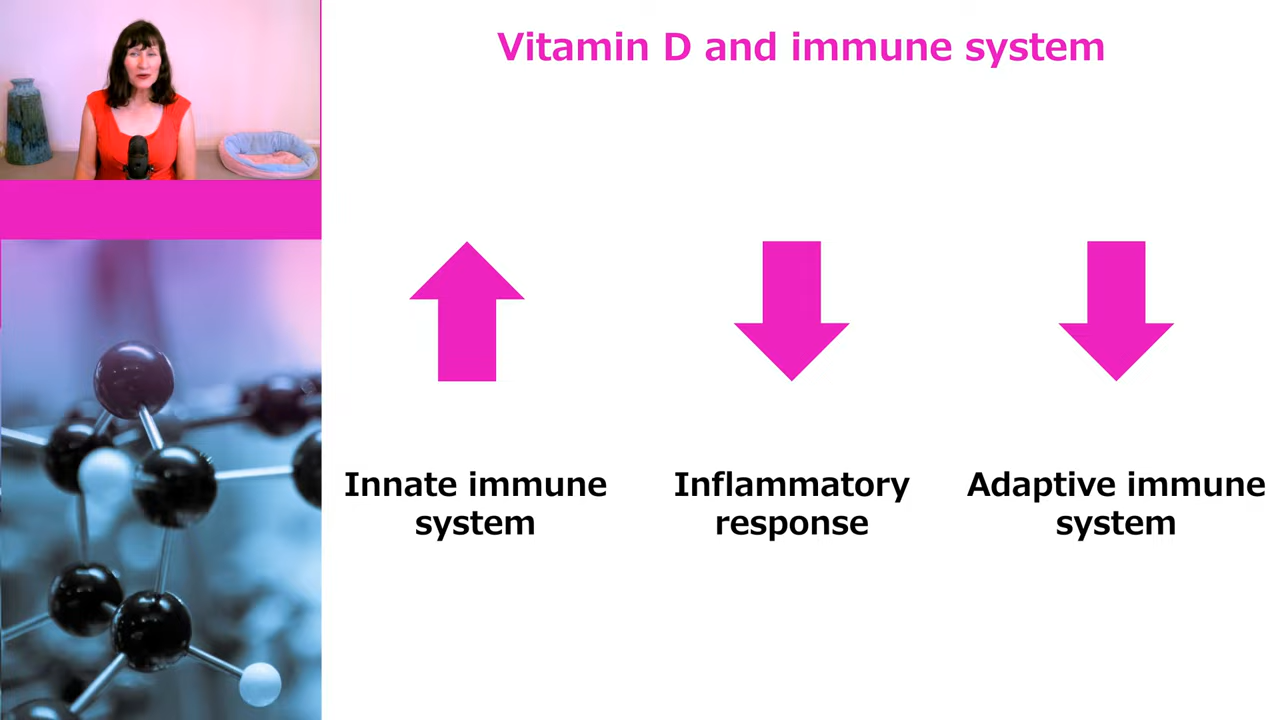 Vitamin D and immune system
Innate immune
system
Inflammatory
response
Adaptive immune
system